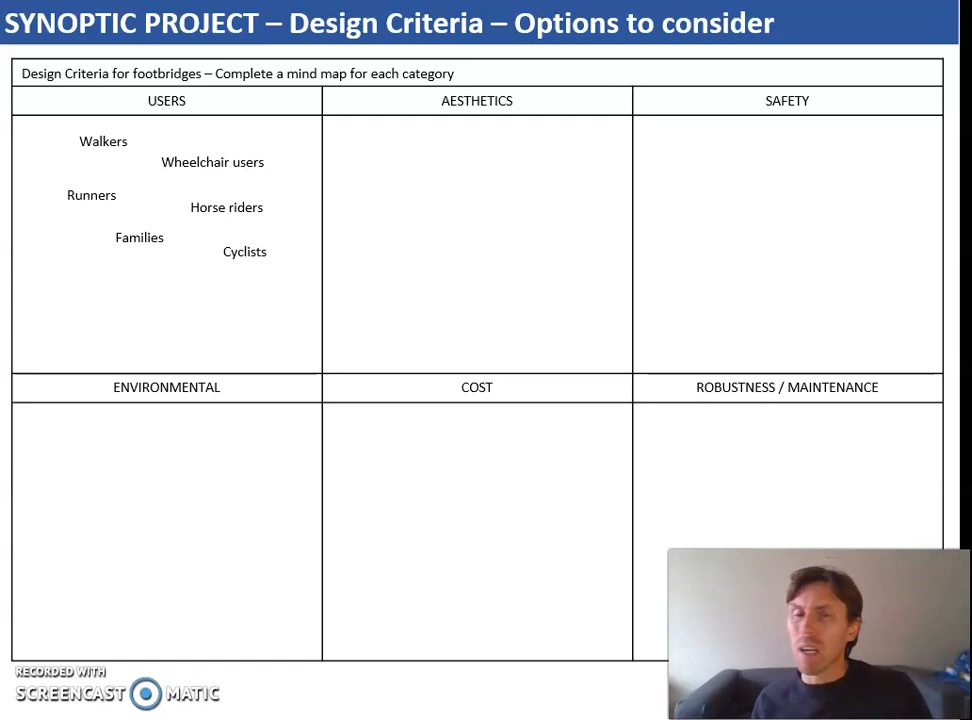 SYNOPTIC PROJECT – Design Criteria – Options to consider
Design Criteria for footbridges – Complete a mind map for each category
USERS
AESTHETICS
SAFETY
Walkers
Wheelchair users
Runners
Horse riders
Families
Cyclists
ENVIRONMENTAL
COST
ROBUSTNESS / MAINTENANCE
RECORDED WITH
SCREENCAST MATIC